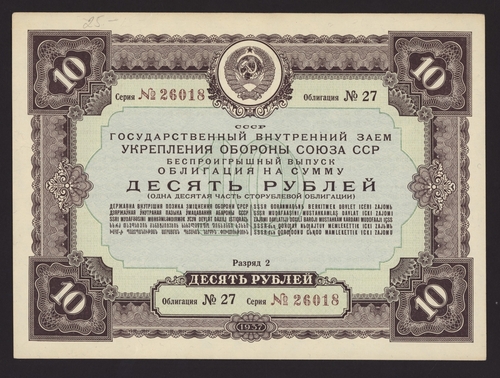 25.-
10
10
Серия № 26018
Облигация № 27
СССР
ГОСУДАРСТВЕННЫЙ ВНУТРЕННИЙ ЗАЕМ
УКРЕПЛЕНИЯ ОБОРОНЫ СОЮЗА ССР
БЕСПРОИГРЫШНЫЙ ВЫПУСК
ОБЛИГАЦИЯ НА СУММУ
ДЕСЯТЬ РУБЛЕЙ
(ОДНА ДЕСЯТАЯ ЧАСТЬ СТОРУБЛЕВОЙ ОБЛИГАЦИИ)
Разряд 2
ДЕСЯТЬ РУБЛЕЙ
Облигация № 27 Серия № 26018
10
10
1937